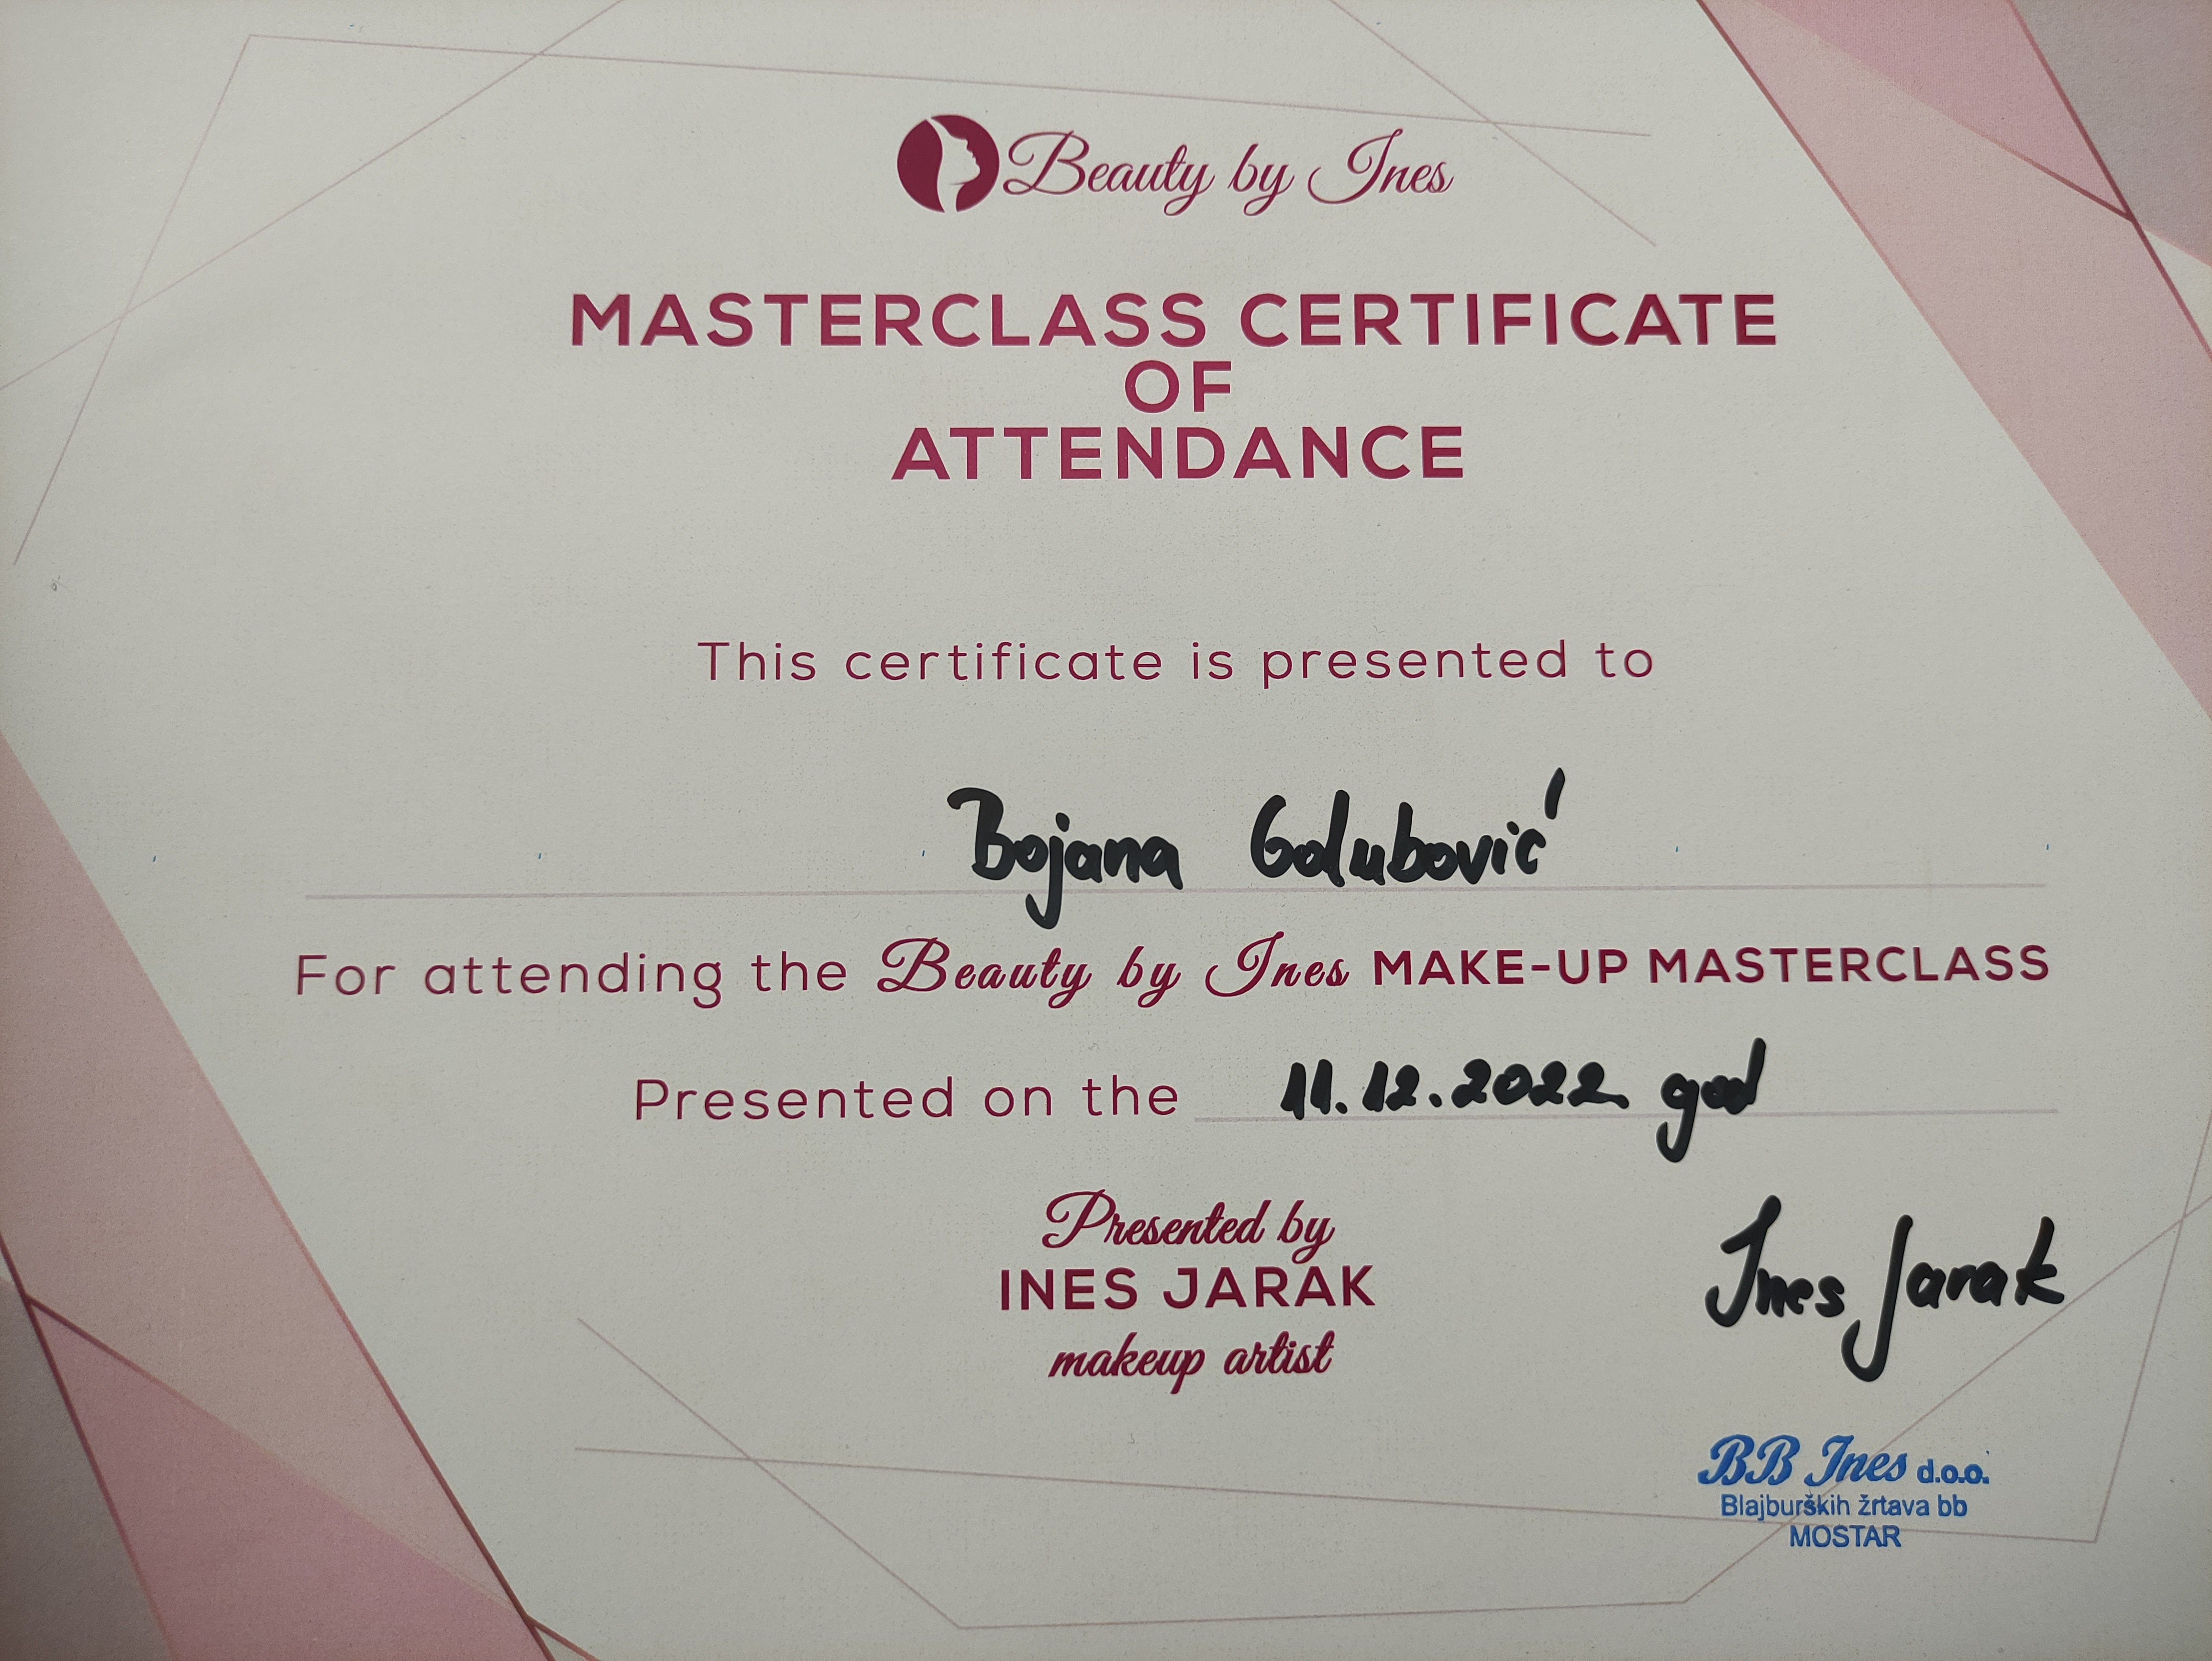 Beauty by Ines
MASTERCLASS CERTIFICATE
OF
ATTENDANCE
This certificate is presented to
Bojana Golubović
For attending the Beauty by Ines MAKE-UP MASTERCLASS
Presented on the 11.12.2022. god
Presented by
INES JARAK
makeup artist
Ines Jarak
BB Ines d.o.o.
Blajburških žrtava bb
MOSTAR